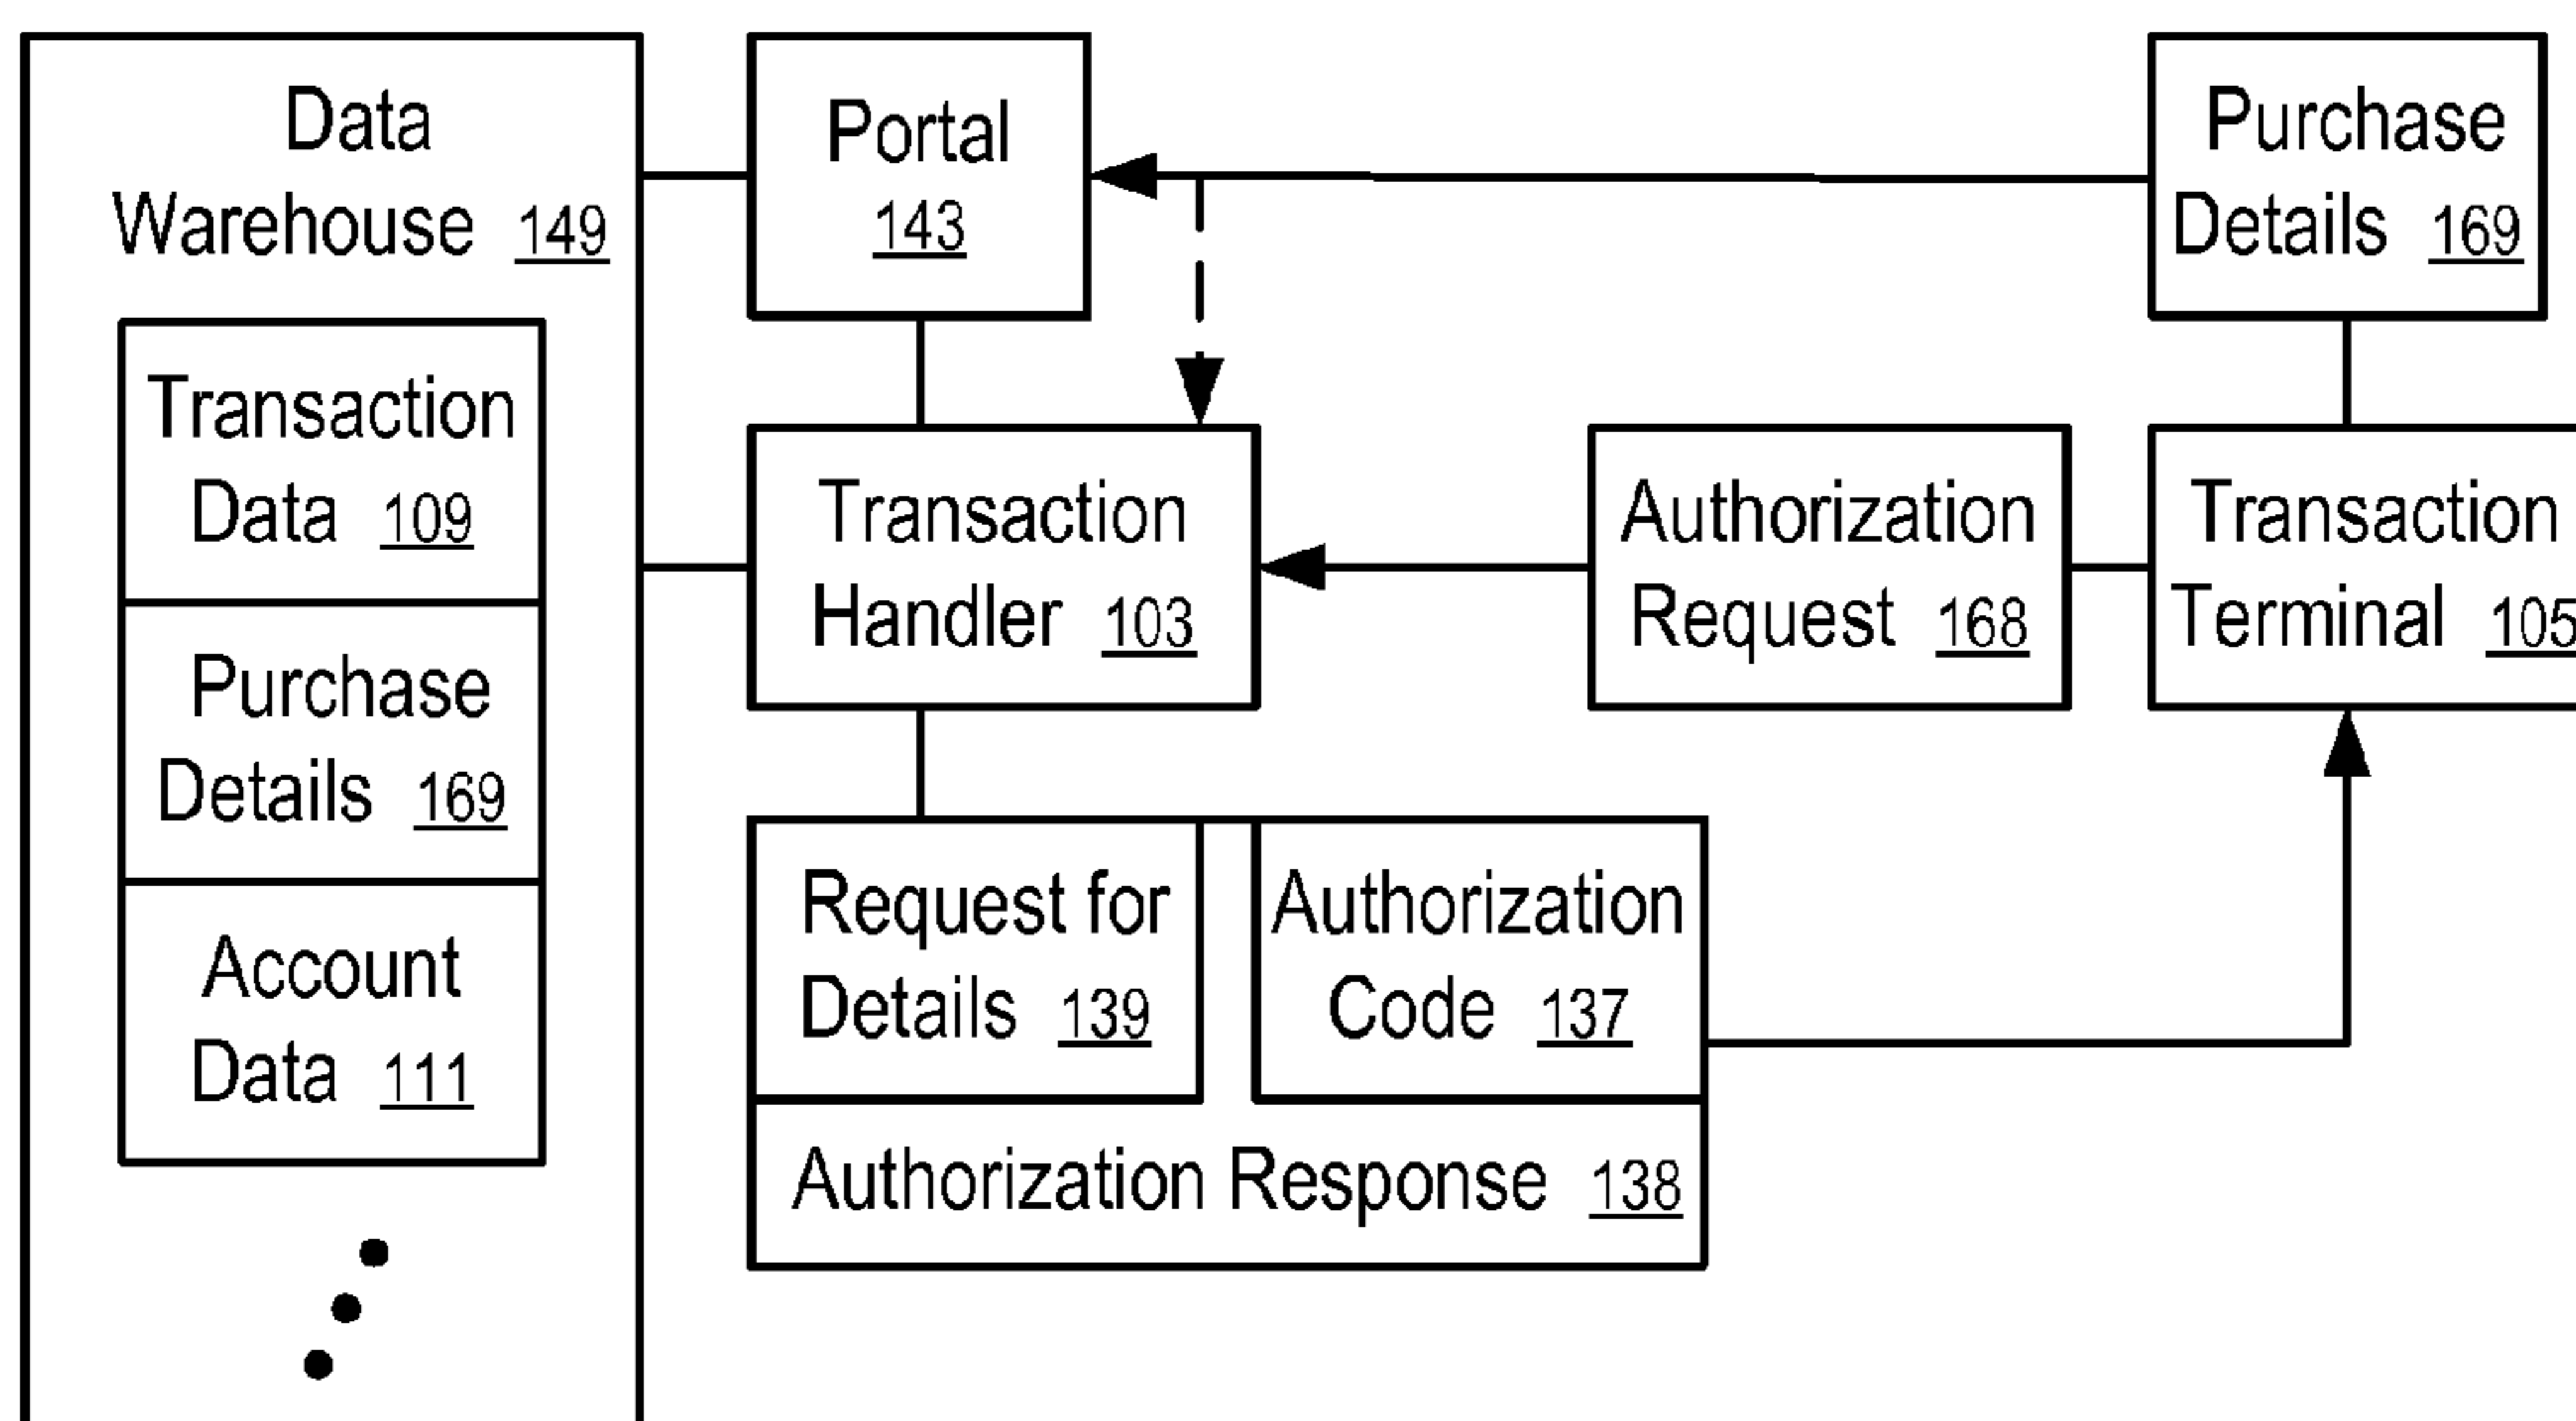 Data
Warehouse 149
Transaction
Data 109
Purchase
Details 169
Account
Data 111
Portal
143
Purchase
Details 169
Transaction
Handler 103
Authorization
Request 168
Transaction
Terminal 105
Request for
Details 139
Authorization
Code 137
Authorization Response 138